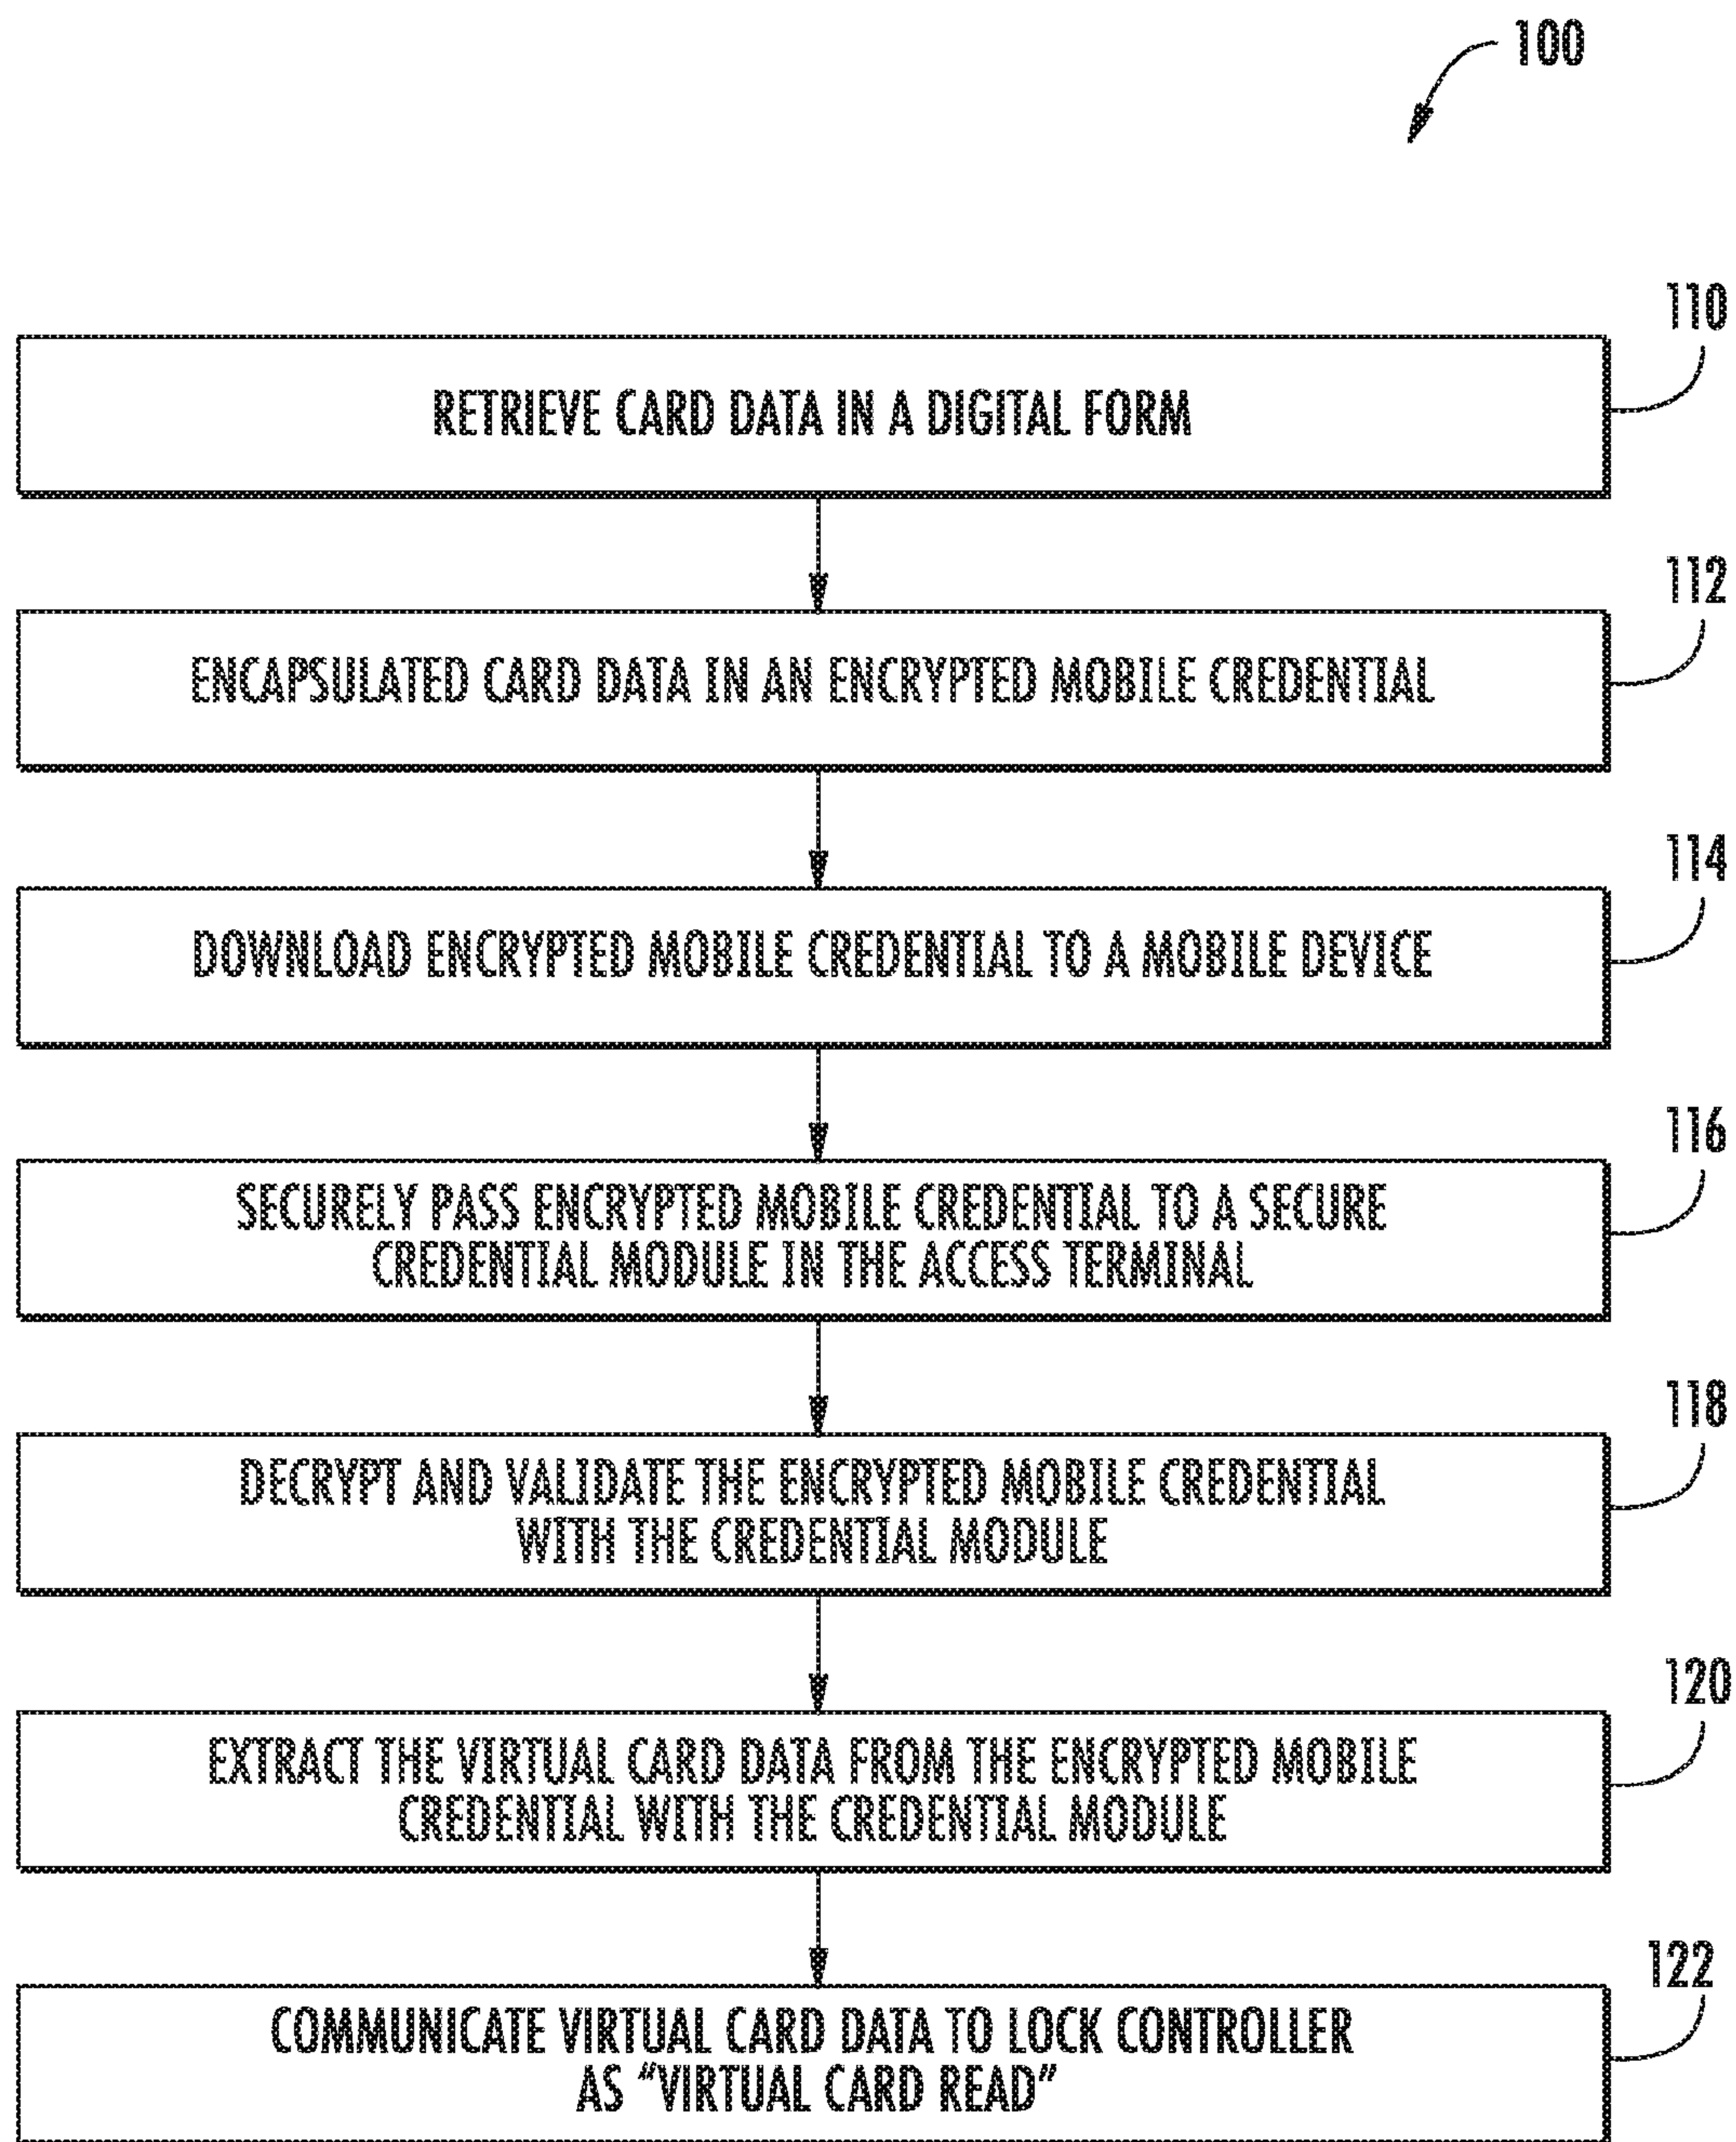 100
110
RETRIEVE CARD DATA IN A DIGITAL FORM
112
ENCAPSULATED CARD DATA IN AN ENCRYPTED MOBILE CREDENTIAL
114
DOWNLOAD ENCRYPTED MOBILE CREDENTIAL TO A MOBILE DEVICE
116
SECURELY PASS ENCRYPTED MOBILE CREDENTIAL TO A SECURE
CREDENTIAL MODULE IN THE ACCESS TERMINAL
118
DECRYPT AND VALIDATE THE ENCRYPTED MOBILE CREDENTIAL
WITH THE CREDENTIAL MODULE
120
EXTRACT THE VIRTUAL CARD DATA FROM THE ENCRYPTED MOBILE
CREDENTIAL WITH THE CREDENTIAL MODULE
122
COMMUNICATE VIRTUAL CARD DATA TO LOCK CONTROLLER
AS “VIRTUAL CARD READ”